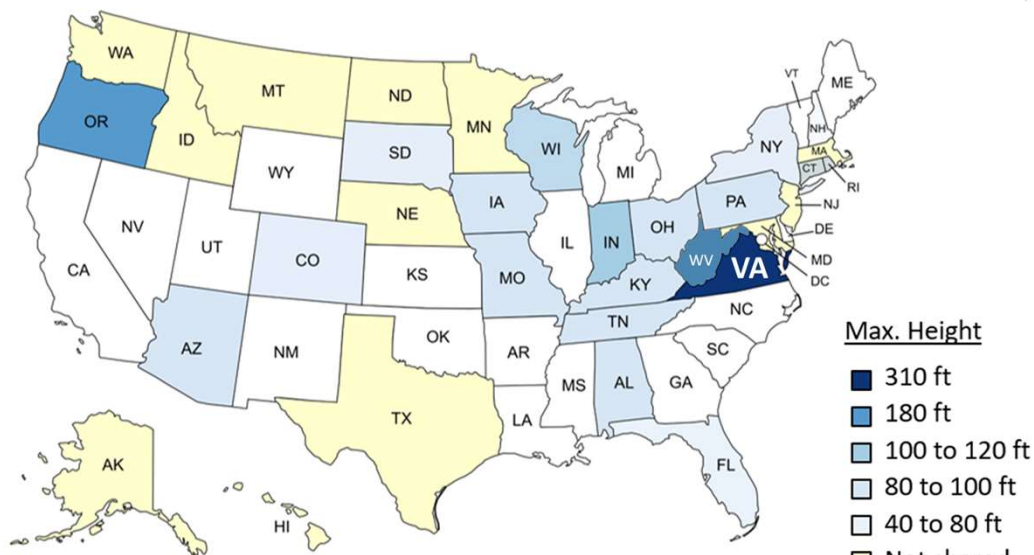 WA
MT
ND
MN
OR
ID
SD
WI
WY
MI
NE
IA
NV
UT
CO
KS
MO
IL
IN
OH
KY
WV
VA
PA
NY
VT
ME
NH
MA
CT
RI
NJ
DE
MD
DC
CA
AZ
NM
OK
AR
TN
NC
SC
MS
AL
GA
LA
TX
FL
AK
HI
Max. Height
310 ft
180 ft
100 to 120 ft
80 to 100 ft
40 to 80 ft